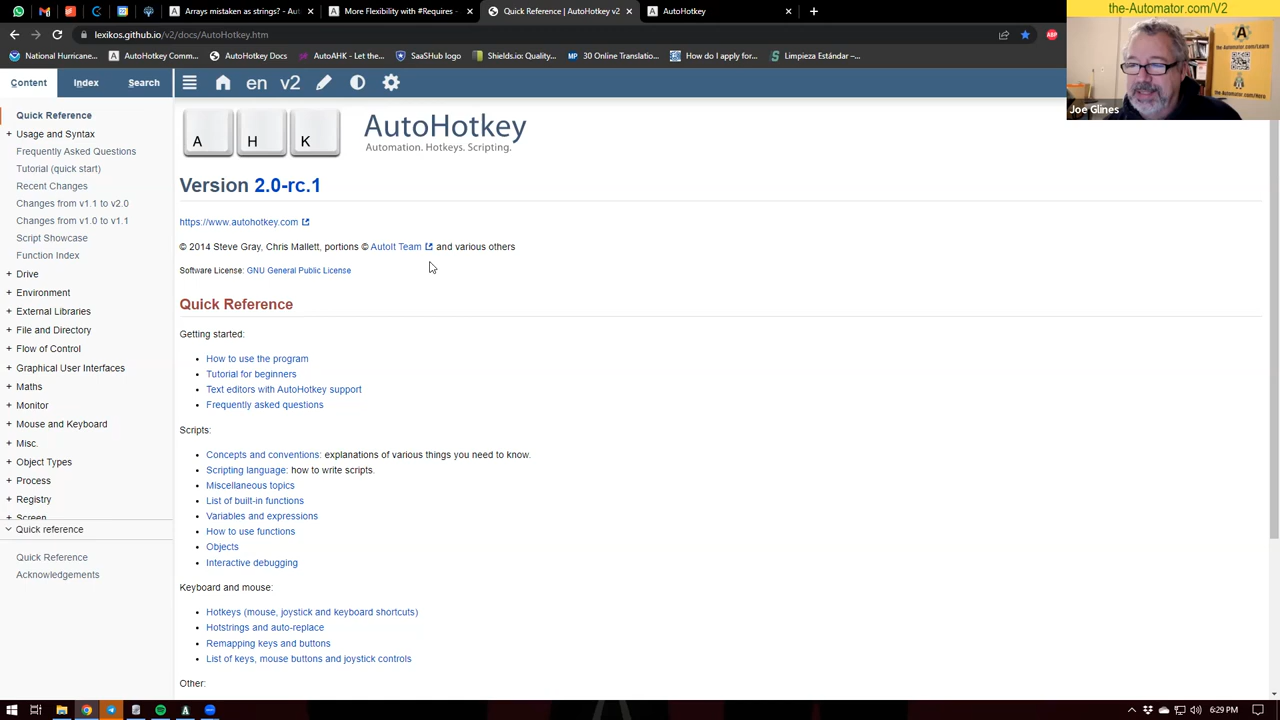 Arrays mistaken as strings? - Aut
More Flexibility with #Requires -
Quick Reference | AutoHotkey v2
AutoHotkey
the-Automator.com/V2
lexikos.github.io/v2/docs/AutoHotkey.htm
ABP
National Hurricane...
AutoHotkey Docs
AutoAHK - Let the...
SaaSHub logo
Shields.io: Quality...
30 Online Translation...
How do I apply for...
Limpieza Estándar –...
the-Automator.com/Learn
the-Automator.com/Hero
Joe Glines
Content
Index
Search
en
v2
Quick Reference
Usage and Syntax
Frequently Asked Questions
Tutorial (quick start)
Recent Changes
Changes from v1.1 to v2.0
Changes from v1.0 to v1.1
Script Showcase
Function Index
Drive
Environment
External Libraries
File and Directory
Flow of Control
Graphical User Interfaces
Maths
Monitor
Mouse and Keyboard
Misc.
Object Types
Process
Registry
Screen
Quick reference
Quick Reference
Acknowledgements
A H K
AutoHotkey
Automation. Hotkeys. Scripting.
Version 2.0-rc.1
https://www.autohotkey.com
© 2014 Steve Gray, Chris Mallett, portions © AutoIt Team and various others
Software License: GNU General Public License
Quick Reference
Getting started:
How to use the program
Tutorial for beginners
Text editors with AutoHotkey support
Frequently asked questions
Scripts:
Concepts and conventions: explanations of various things you need to know.
Scripting language: how to write scripts.
Miscellaneous topics
List of built-in functions
Variables and expressions
How to use functions
Objects
Interactive debugging
Keyboard and mouse:
Hotkeys (mouse, joystick and keyboard shortcuts)
Hotstrings and auto-replace
Remapping keys and buttons
List of keys, mouse buttons and joystick controls
Other:
6:29 PM